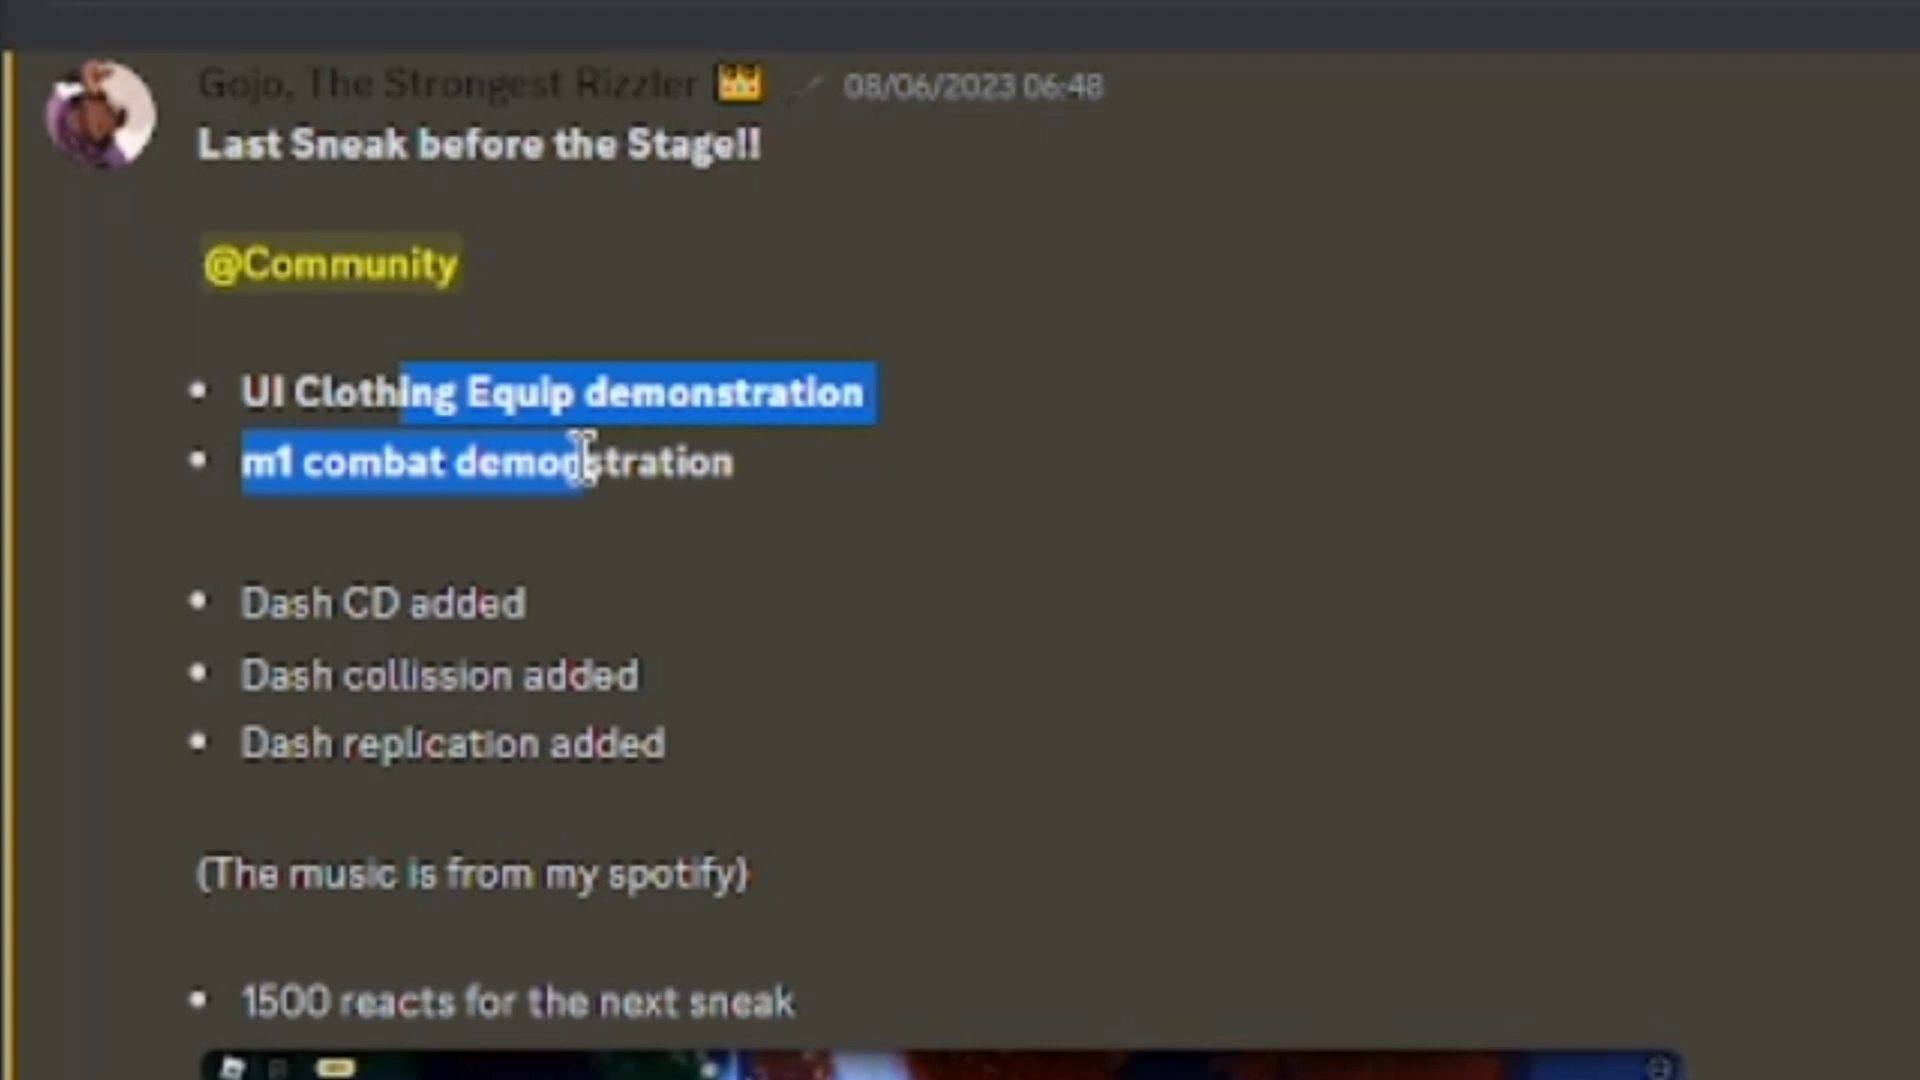 Gojo, The Strongest Rizzler 08/06/2023 06:48
Last Sneak before the Stage!!
@Community
• UI Clothing Equip demonstration
• m1 combat demonstration
• Dash CD added
• Dash collission added
• Dash replication added
(The music is from my spotify)
• 1500 reacts for the next sneak